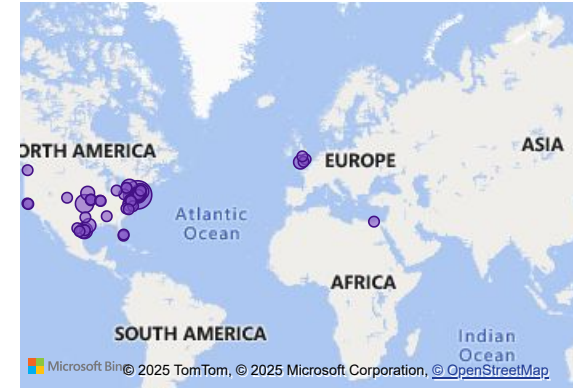 ORTH AMERICA
EUROPE
ASIA
Atlantic
Ocean
AFRICA
SOUTH AMERICA
Indian
Ocean
Microsoft Bing
© 2025 TomTom, © 2025 Microsoft Corporation, © OpenStreetMap